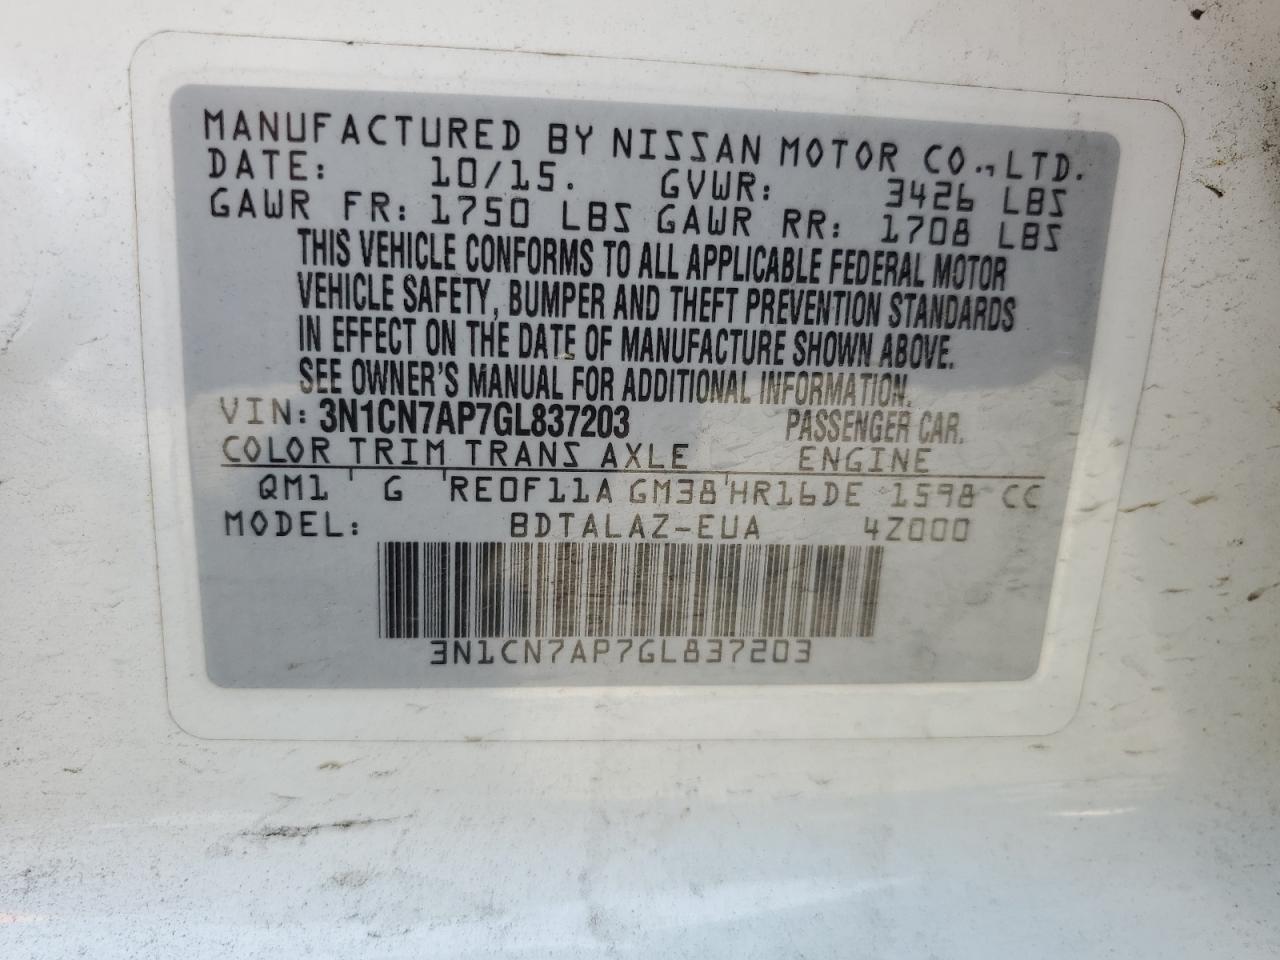 MANUFACTURED BY NISSAN MOTOR CO., LTD.
DATE: 10/15. GVWR: 3426 LBS
GAWR FR: 1750 LBS GAWR RR: 1708 LBS
THIS VEHICLE CONFORMS TO ALL APPLICABLE FEDERAL MOTOR
VEHICLE SAFETY, BUMPER AND THEFT PREVENTION STANDARDS
IN EFFECT ON THE DATE OF MANUFACTURE SHOWN ABOVE.
SEE OWNER'S MANUAL FOR ADDITIONAL INFORMATION.
VIN: 3N1CN7AP7GL837203 PASSENGER CAR.
COLOR TRIM TRANS AXLE ENGINE
QM1 G RE0F11A GM38 HR16DE 1598 CC
MODEL: BDTALAZ-EUA 4Z000
3N1CN7AP7GL837203